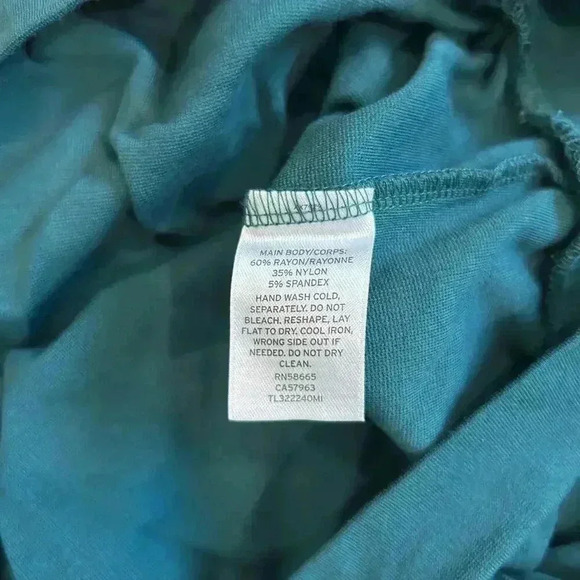 MAIN BODY/CORPS:
60% RAYON/RAYONNE
35% NYLON
5% SPANDEX
HAND WASH COLD,
SEPARATELY. DO NOT
BLEACH. RESHAPE, LAY
FLAT TO DRY. COOL IRON,
WRONG SIDE OUT IF
NEEDED. DO NOT DRY
CLEAN.
RN58665
CA57963
TL322240MI